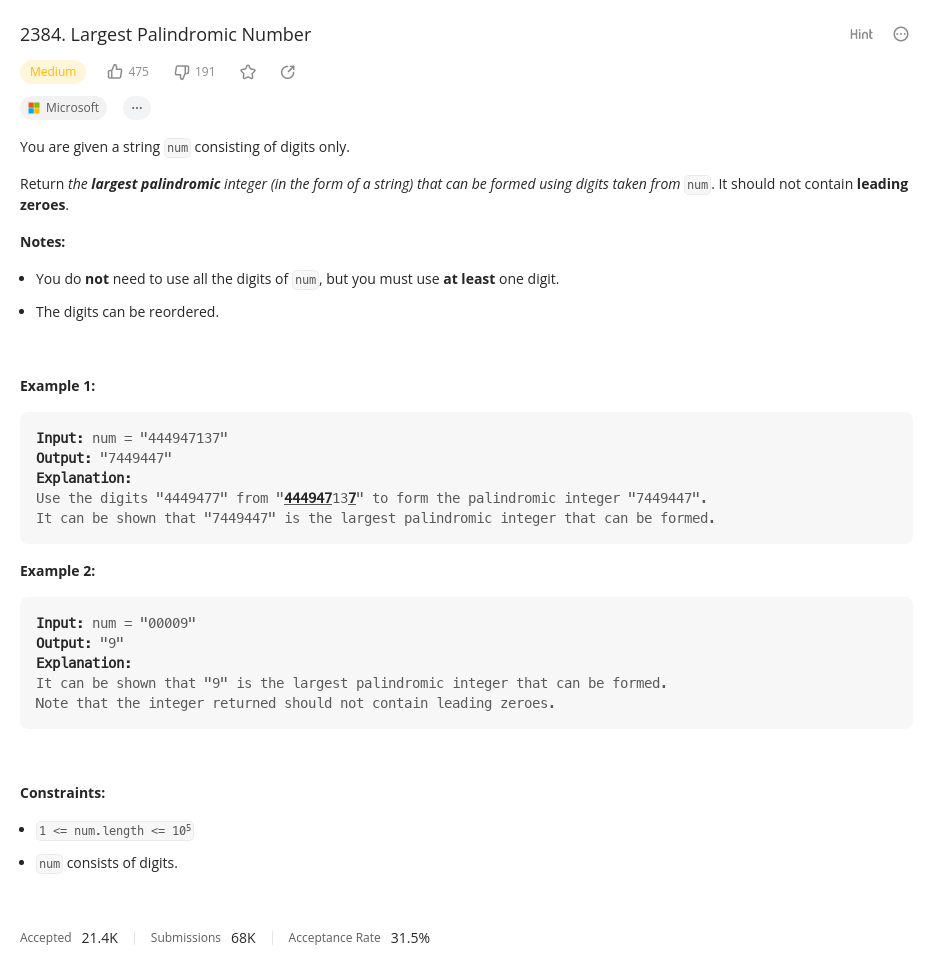 2384. Largest Palindromic Number
Hint
Medium 475 191
Microsoft ...
You are given a string num consisting of digits only.
Return the largest palindromic integer (in the form of a string) that can be formed using digits taken from num. It should not contain leading
zeroes.
Notes:
• You do not need to use all the digits of num, but you must use at least one digit.
• The digits can be reordered.
Example 1:
Input: num = "444947137"
Output: "7449447"
Explanation:
Use the digits "4449477" from "444947137" to form the palindromic integer "7449447".
It can be shown that "7449447" is the largest palindromic integer that can be formed.
Example 2:
Input: num = "00009"
Output: "9"
Explanation:
It can be shown that "9" is the largest palindromic integer that can be formed.
Note that the integer returned should not contain leading zeroes.
Constraints:
• 1 <= num.length <= 10⁵
• num consists of digits.
Accepted 21.4K Submissions 68K Acceptance Rate 31.5%